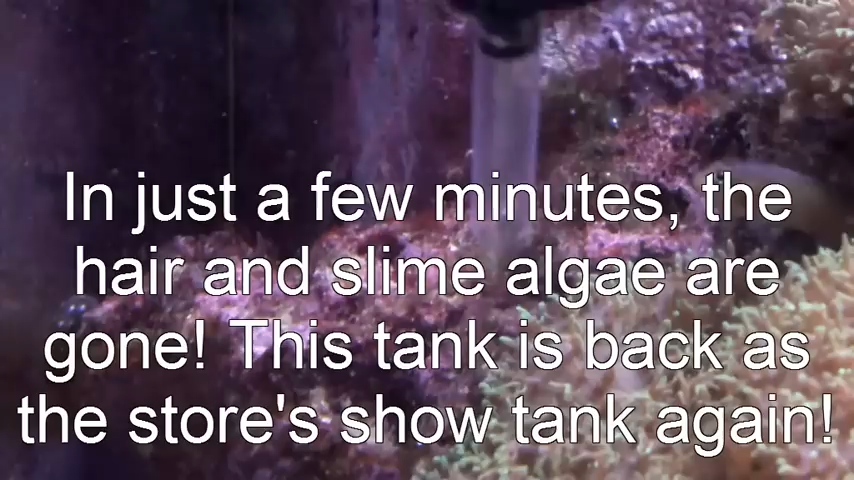 In just a few minutes, the
hair and slime algae are
gone! This tank is back as
the store's show tank again!